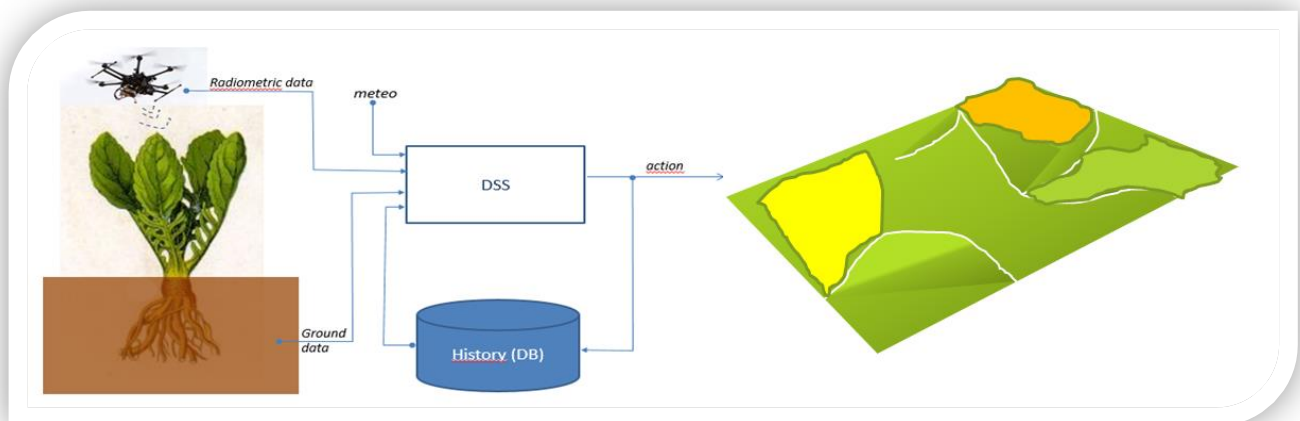 Radiometric data
meteo
DSS
action
Ground
data
History (DB)